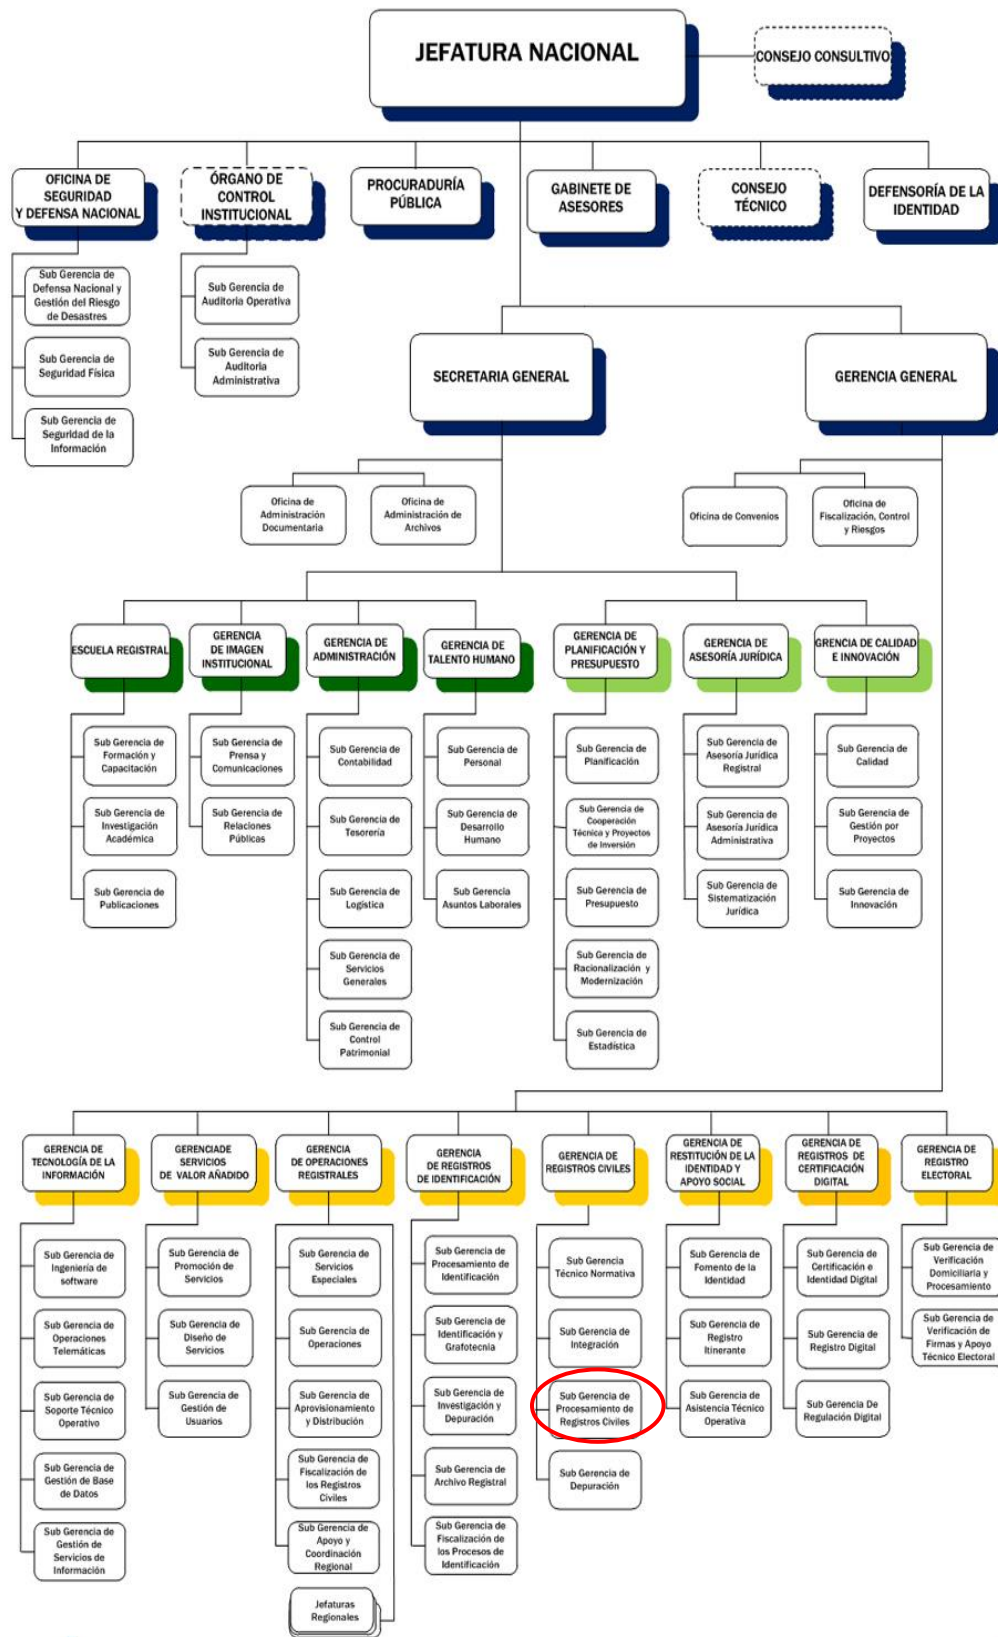 JEFATURA NACIONAL
CONSEJO CONSULTIVO
OFICINA DE
SEGURIDAD
Y DEFENSA NACIONAL
ÓRGANO DE
CONTROL
INSTITUCIONAL
PROCURADURÍA
PÚBLICA
GABINETE DE
ASESORES
CONSEJO
TÉCNICO
DEFENSORÍA DE LA
IDENTIDAD
Sub Gerencia de
Defensa Nacional y
Gestión del Riesgo
de Desastres
Sub Gerencia de
Seguridad Física
Sub Gerencia de
Seguridad de la
Información
Sub Gerencia de
Auditoria Operativa
Sub Gerencia de
Auditoria
Administrativa
SECRETARIA GENERAL
GERENCIA GENERAL
Oficina de
Administración
Documentaria
Oficina de
Administración de
Archivos
Oficina de Convenios
Oficina de
Fiscalización, Control
y Riesgos
ESCUELA REGISTRAL
GERENCIA
DE IMAGEN
INSTITUCIONAL
GERENCIA DE
ADMINISTRACIÓN
GERENCIA DE
TALENTO HUMANO
GERENCIA DE
PLANIFICACIÓN Y
PRESUPUESTO
GERENCIA DE
ASESORÍA JURÍDICA
GRENCIA DE CALIDAD
E INNOVACIÓN
Sub Gerencia de
Formación y
Capacitación
Sub Gerencia de
Investigación
Académica
Sub Gerencia de
Publicaciones
Sub Gerencia de
Prensa y
Comunicaciones
Sub Gerencia de
Relaciones
Públicas
Sub Gerencia de
Contabilidad
Sub Gerencia de
Tesorería
Sub Gerencia de
Logística
Sub Gerencia de
Servicios
Generales
Sub Gerencia de
Control
Patrimonial
Sub Gerencia de
Personal
Sub Gerencia de
Desarrollo
Humano
Sub Gerencia
Asuntos Laborales
Sub Gerencia de
Planificación
Sub Gerencia de
Cooperación
Técnica y Proyectos
de Inversión
Sub Gerencia de
Presupuesto
Sub Gerencia de
Racionalización y
Modernización
Sub Gerencia de
Estadística
Sub Gerencia de
Asesoría Jurídica
Registral
Sub Gerencia de
Asesoría Jurídica
Administrativa
Sub Gerencia de
Sistematización
Jurídica
Sub Gerencia de
Calidad
Sub Gerencia de
Gestión por
Proyectos
Sub Gerencia de
Innovación
GERENCIA DE
TECNOLOGÍA DE LA
INFORMACIÓN
GERENCIADE
SERVICIOS
DE VALOR AÑADIDO
GERENCIA
DE OPERACIONES
REGISTRALES
GERENCIA
DE REGISTROS
DE IDENTIFICACIÓN
GERENCIA DE
REGISTROS CIVILES
GERENCIA DE
RESTITUCIÓN DE LA
IDENTIDAD Y
APOYO SOCIAL
GERENCIA DE
REGISTROS DE
CERTIFICACIÓN
DIGITAL
GERENCIA DE
REGISTRO
ELECTORAL
Sub Gerencia de
Ingeniería de
software
Sub Gerencia de
Operaciones
Telemáticas
Sub Gerencia de
Soporte Técnico
Operativo
Sub Gerencia de
Gestión de Base
de Datos
Sub Gerencia de
Gestión de
Servicios de
Información
Sub Gerencia de
Promoción de
Servicios
Sub Gerencia de
Diseño de
Servicios
Sub Gerencia de
Gestión de
Usuarios
Sub Gerencia de
Servicios
Especiales
Sub Gerencia de
Operaciones
Sub Gerencia de
Aprovisionamiento
y Distribución
Sub Gerencia de
Fiscalización de
los Registros
Civiles
Sub Gerencia de
Apoyo y
Coordinación
Regional
Jefaturas
Regionales
Sub Gerencia de
Procesamiento de
Identificación
Sub Gerencia de
Identificación y
Grafotecnia
Sub Gerencia de
Investigación y
Depuración
Sub Gerencia de
Archivo Registral
Sub Gerencia de
Fiscalización de
los Procesos de
Identificación
Sub Gerencia
Técnico Normativa
Sub Gerencia de
Integración
Sub Gerencia de
Procesamiento de
Registros Civiles
Sub Gerencia de
Depuración
Sub Gerencia de
Fomento de la
Identidad
Sub Gerencia de
Registro
Itinerante
Sub Gerencia de
Asistencia Técnico
Operativa
Sub Gerencia de
Certificación e
Identidad Digital
Sub Gerencia de
Registro Digital
Sub Gerencia De
Regulación Digital
Sub Gerencia de
Verificación
Domiciliaria y
Procesamiento
Sub Gerencia de
Verificación de
Firmas y Apoyo
Técnico Electoral